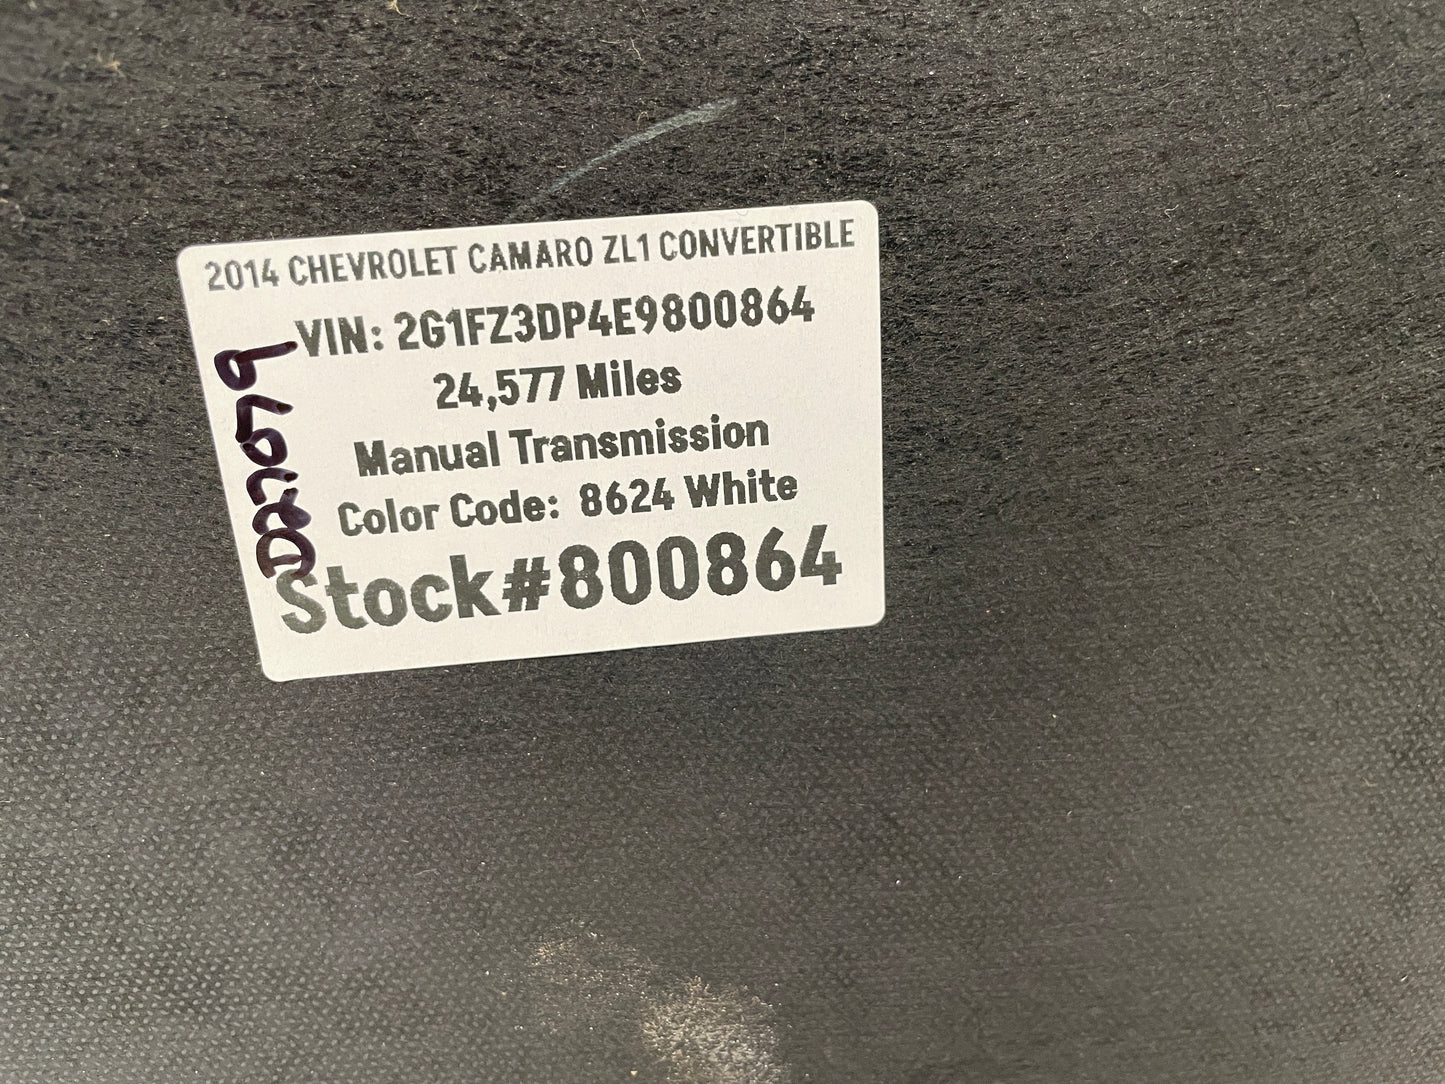 2014 CHEVROLET CAMARO ZL1 CONVERTIBLE
VIN: 2G1FZ3DP4E9800864
24,577 Miles
Manual Transmission
Color Code: 8624 White
Stock#800864